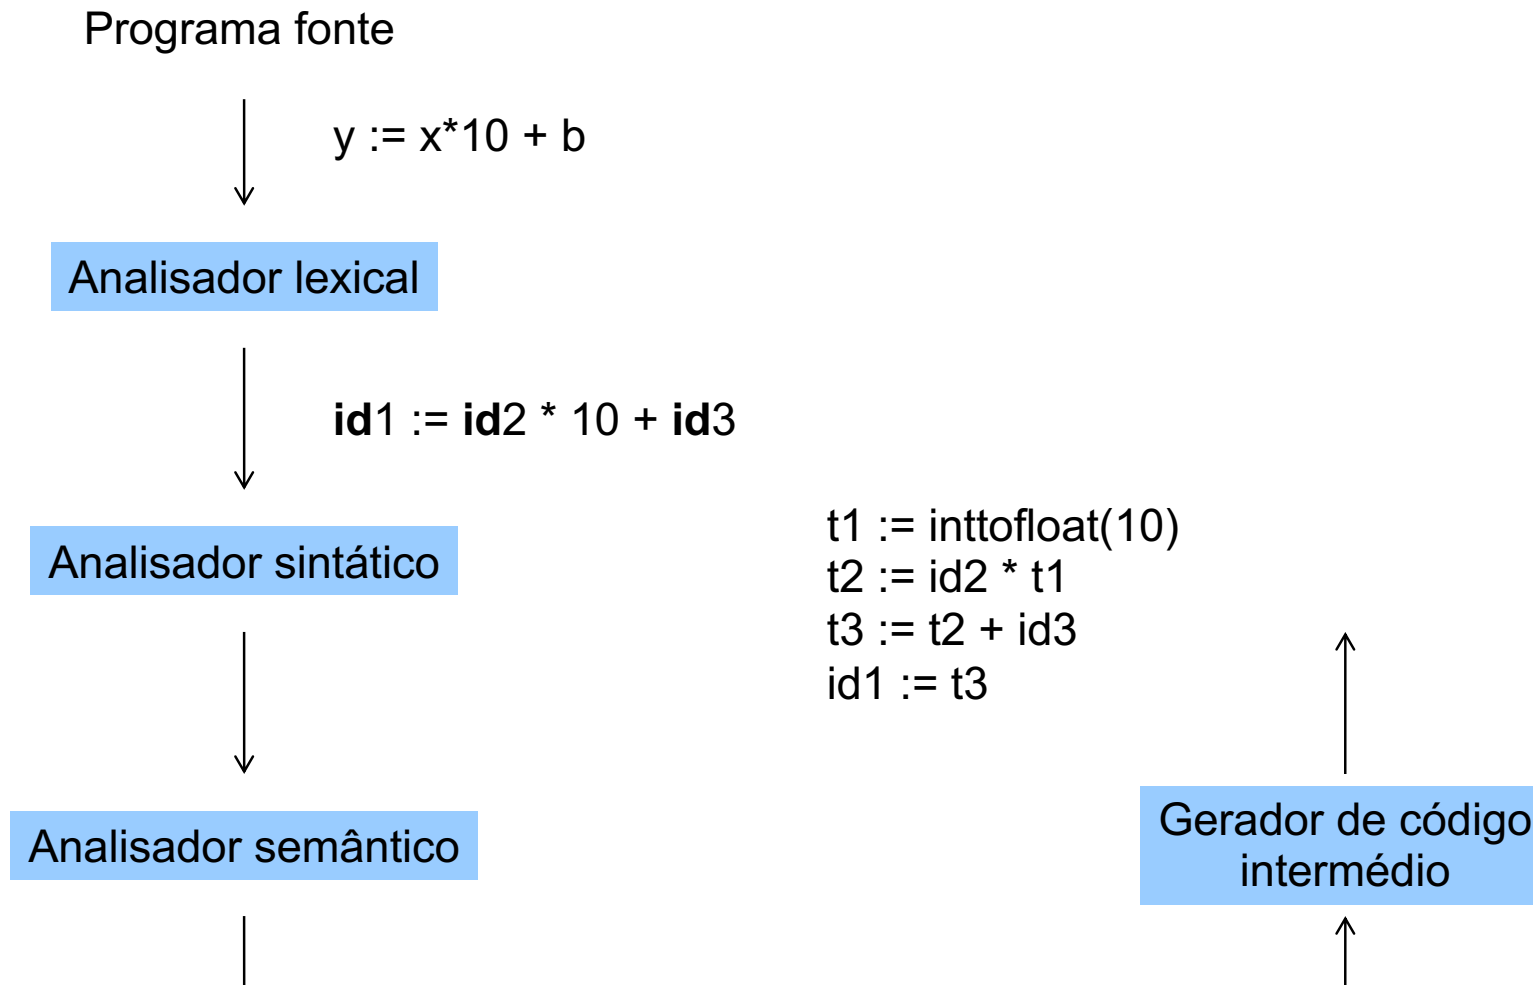 Programa fonte
y := x*10 + b
Analisador lexical
id1 := id2 * 10 + id3
Analisador sintático
Analisador semântico
t1 := inttofloat(10)
t2 := id2 * t1
t3 := t2 + id3
id1 := t3
Gerador de código
intermédio